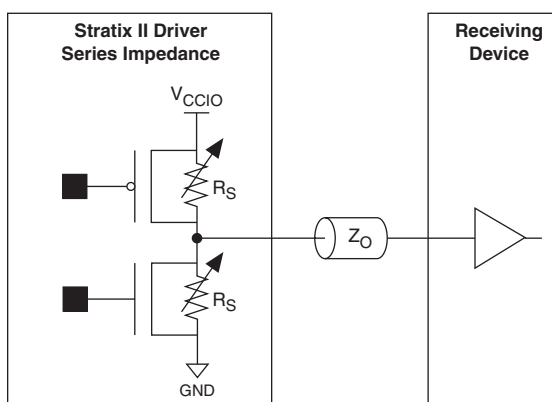 Stratix II Driver
Series Impedance
Receiving
Device
VCCIO
RS
ZO
RS
GND